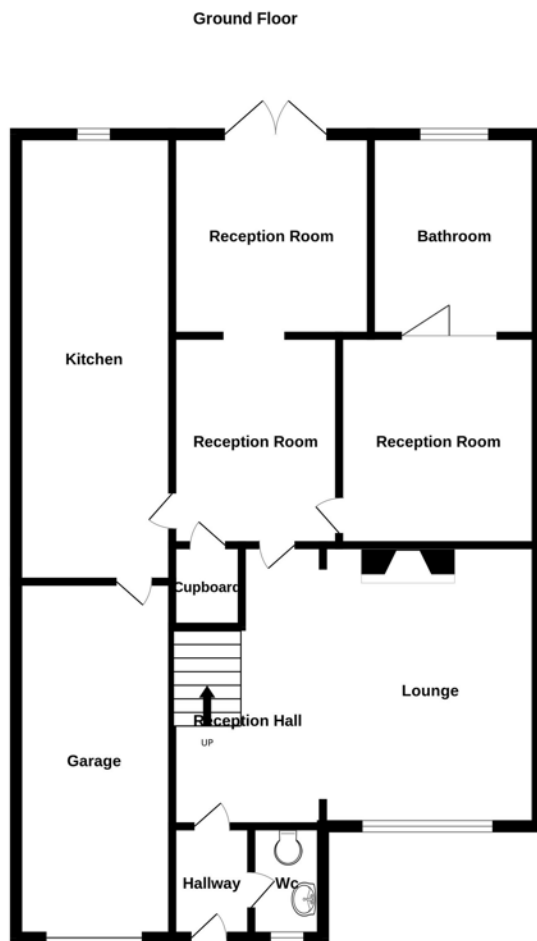 Ground Floor
Reception Room
Bathroom
Kitchen
Reception Room
Reception Room
Cupboard
Lounge
Reception Hall
UP
Garage
Hallway
Wc